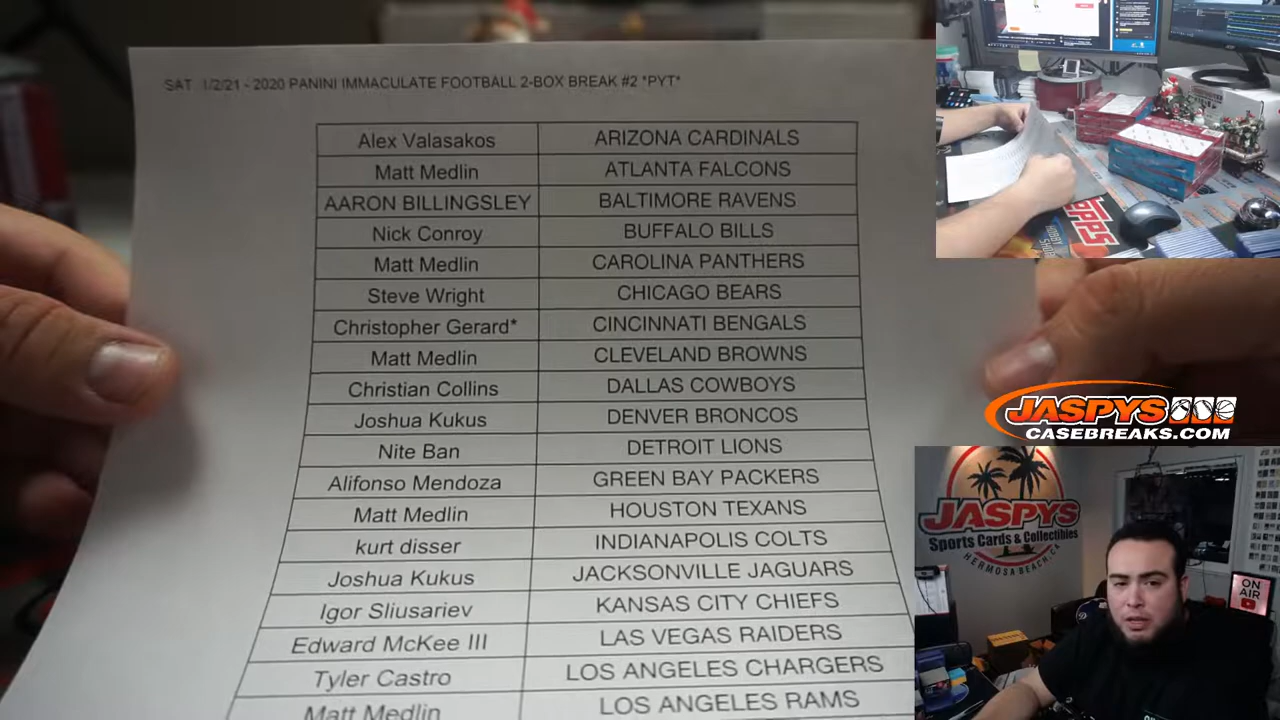 SAT 1/2/21 - 2020 PANINI IMMACULATE FOOTBALL 2-BOX BREAK #2 *PYT*
Alex Valasakos ARIZONA CARDINALS
Matt Medlin ATLANTA FALCONS
AARON BILLINGSLEY BALTIMORE RAVENS
Nick Conroy BUFFALO BILLS
Matt Medlin CAROLINA PANTHERS
Steve Wright CHICAGO BEARS
Christopher Gerard* CINCINNATI BENGALS
Matt Medlin CLEVELAND BROWNS
Christian Collins DALLAS COWBOYS
Joshua Kukus DENVER BRONCOS
Nite Ban DETROIT LIONS
Alifonso Mendoza GREEN BAY PACKERS
Matt Medlin HOUSTON TEXANS
kurt disser INDIANAPOLIS COLTS
Joshua Kukus JACKSONVILLE JAGUARS
Igor Sliusariev KANSAS CITY CHIEFS
Edward McKee III LAS VEGAS RAIDERS
Tyler Castro LOS ANGELES CHARGERS
Matt Medlin LOS ANGELES RAMS
TOPPS
HOBBY
JASPYS
CASEBREAKS.COM
JASPYS
Sports Cards & Collectibles
HERMOSA BEACH, CA
ON
AIR